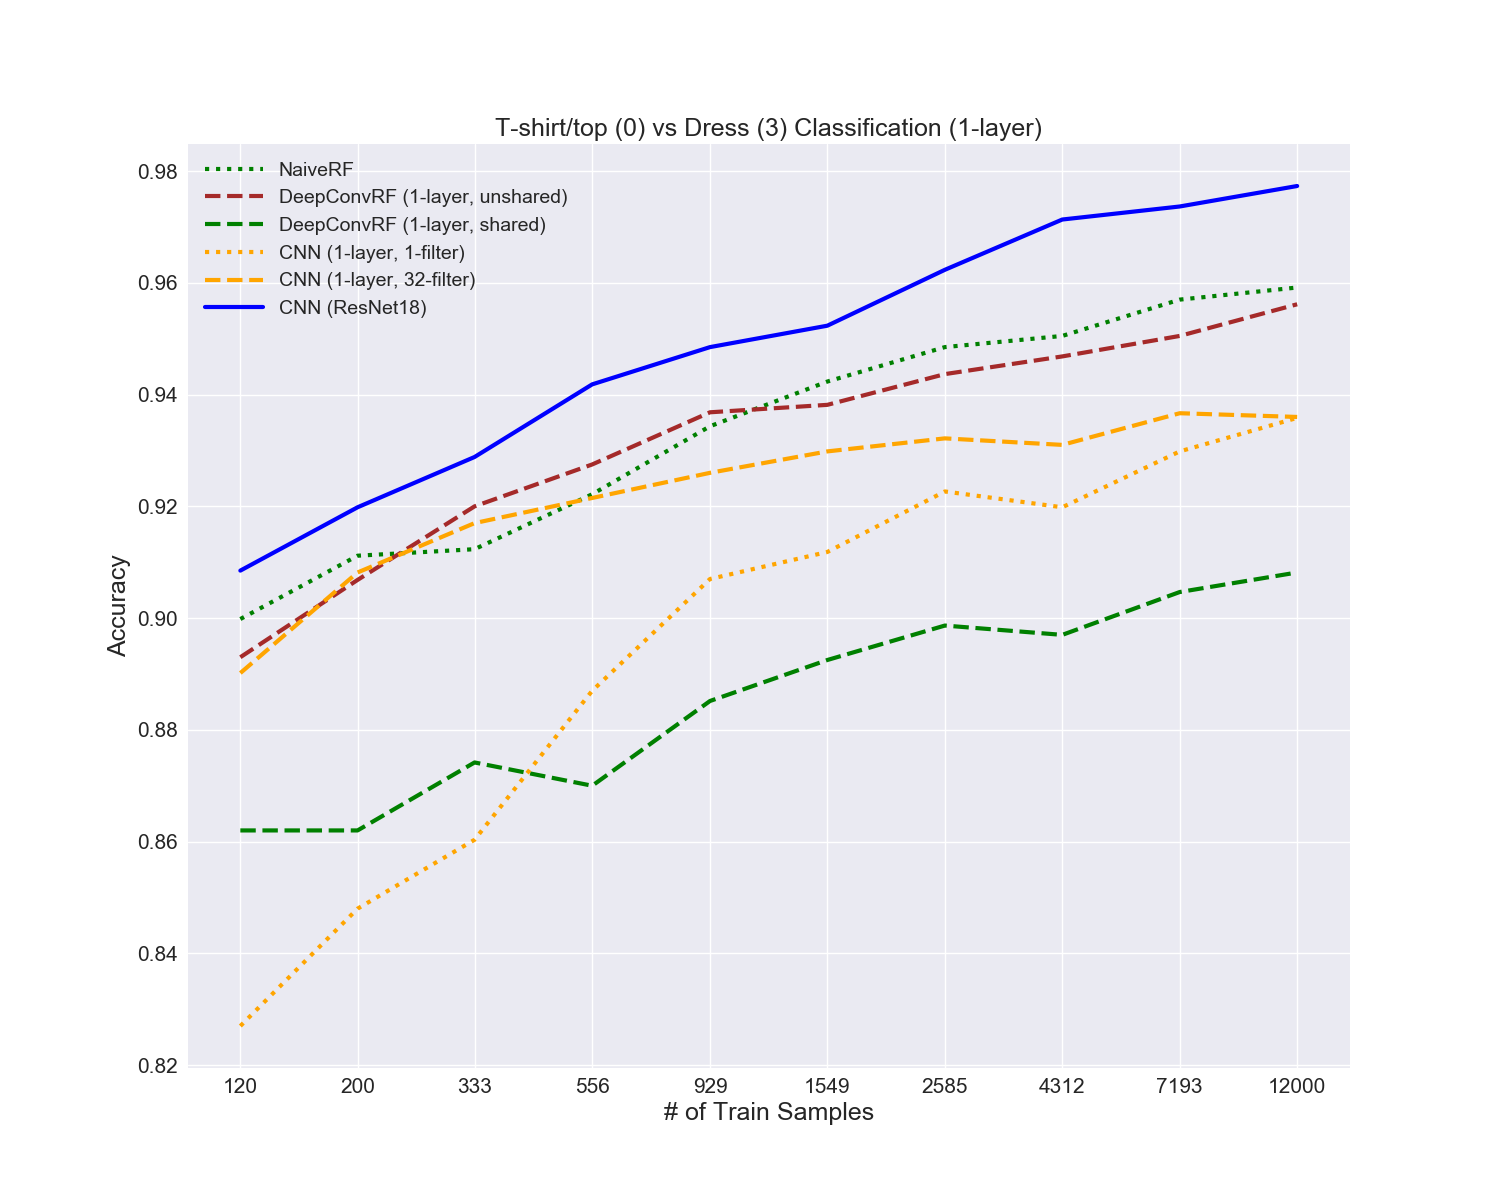 T-shirt/top (0) vs Dress (3) Classification (1-layer)
NaiveRF
DeepConvRF (1-layer, unshared)
DeepConvRF (1-layer, shared)
CNN (1-layer, 1-filter)
CNN (1-layer, 32-filter)
CNN (ResNet18)
Accuracy
0.98
0.96
0.94
0.92
0.90
0.88
0.86
0.84
0.82
120 200 333 556 929 1549 2585 4312 7193 12000
# of Train Samples